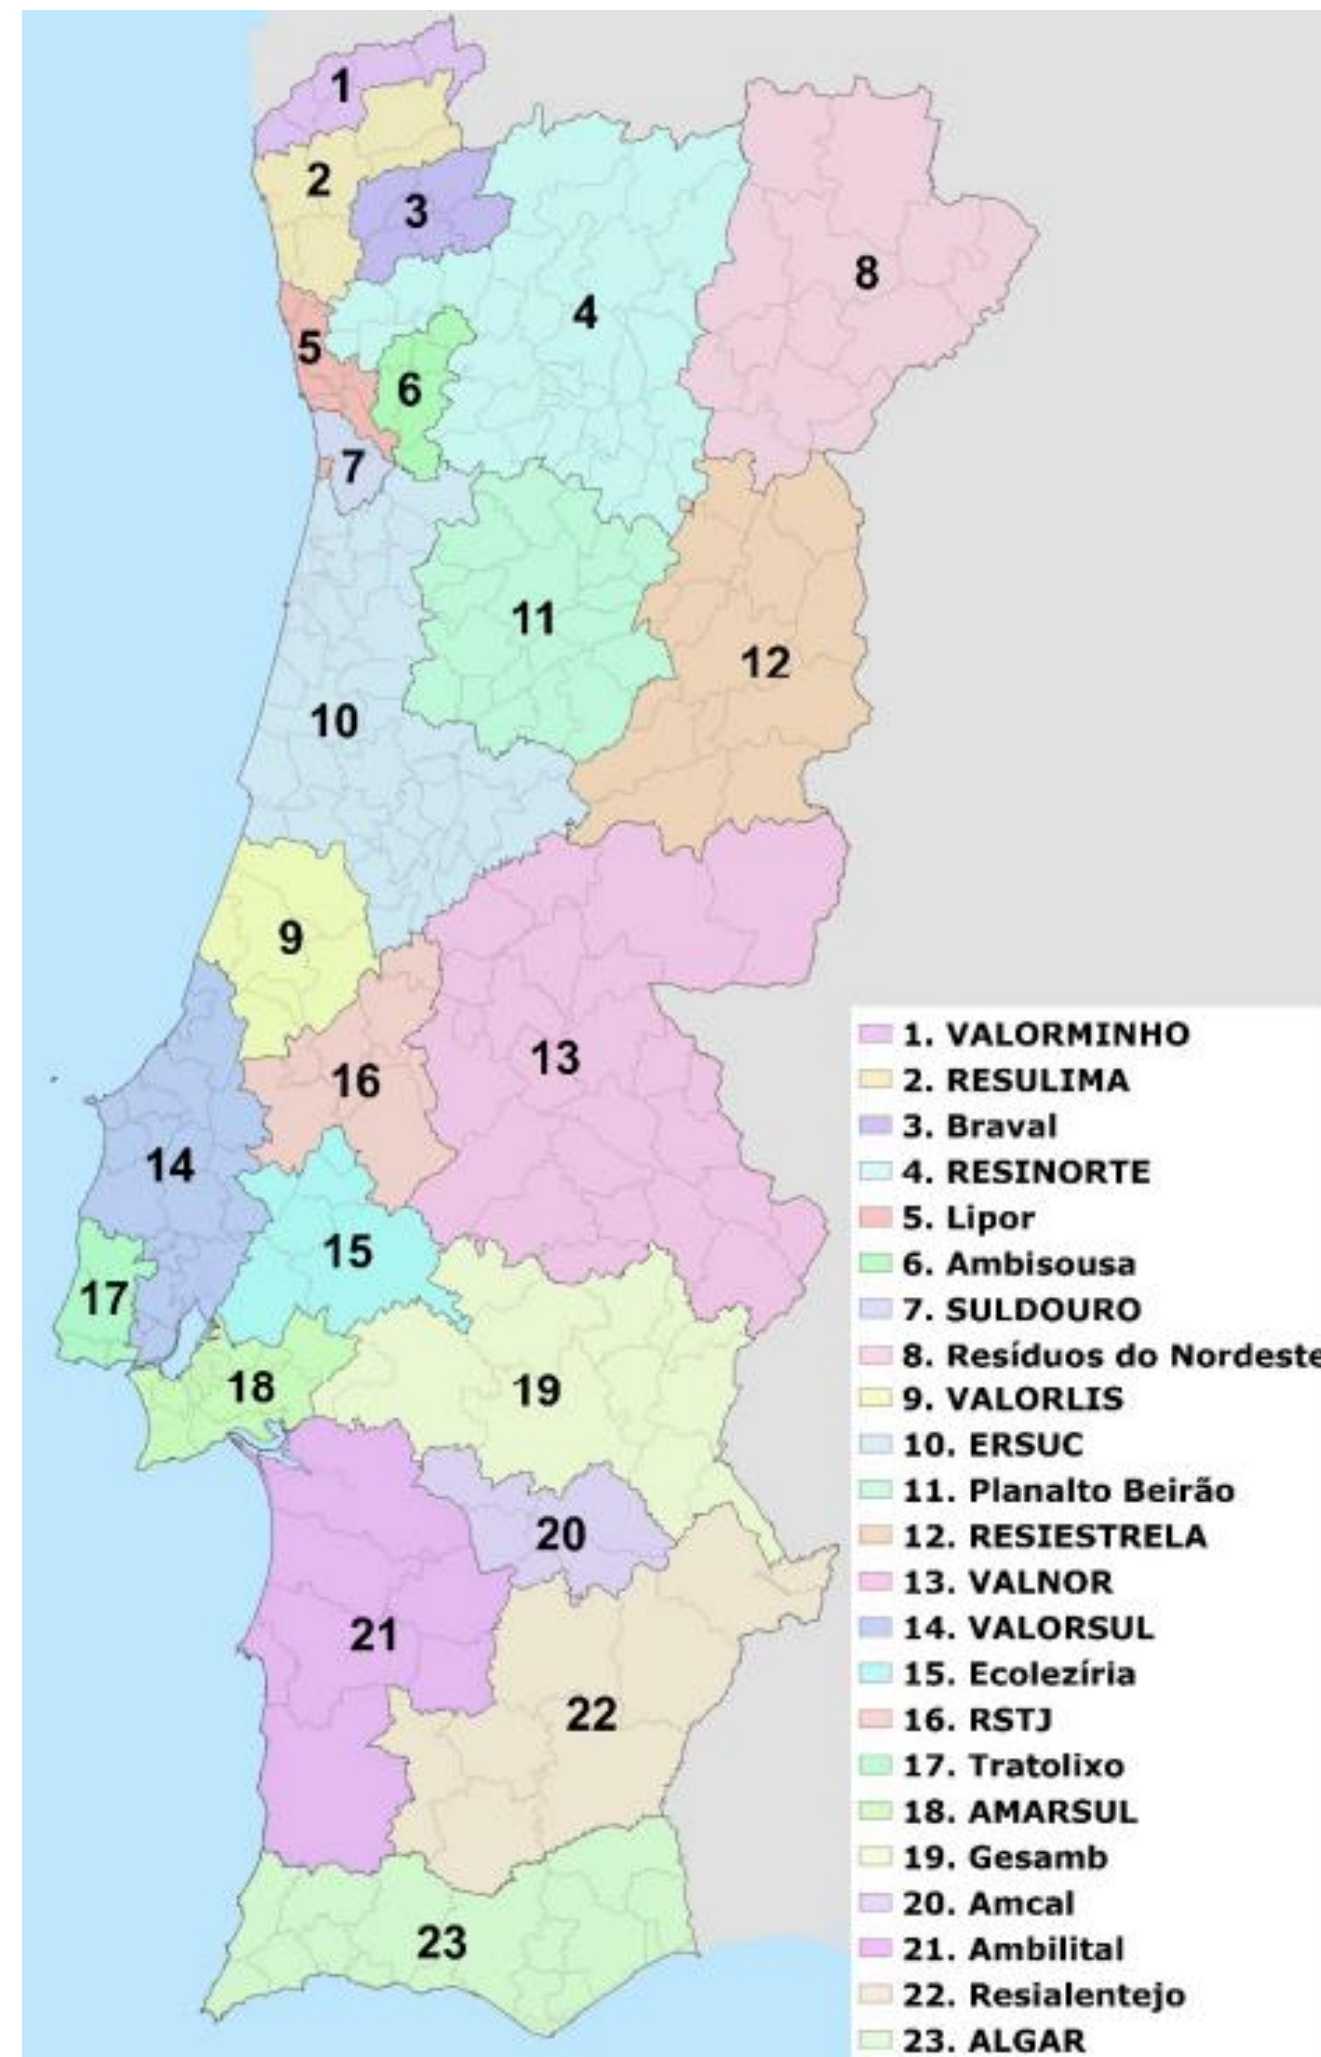 1
2
3
8
4
5
6
7
11
12
10
9
13
16
14
15
17
18
19
20
21
22
23
1. VALORMINHO
2. RESULIMA
3. Braval
4. RESINORTE
5. Lipor
6. Ambisousa
7. SULDOURO
8. Resíduos do Nordeste
9. VALORLIS
10. ERSUC
11. Planalto Beirão
12. RESIESTRELA
13. VALNOR
14. VALORSUL
15. Ecolezíria
16. RSTJ
17. Tratolixo
18. AMARSUL
19. Gesamb
20. Amcal
21. Ambilital
22. Resialentejo
23. ALGAR